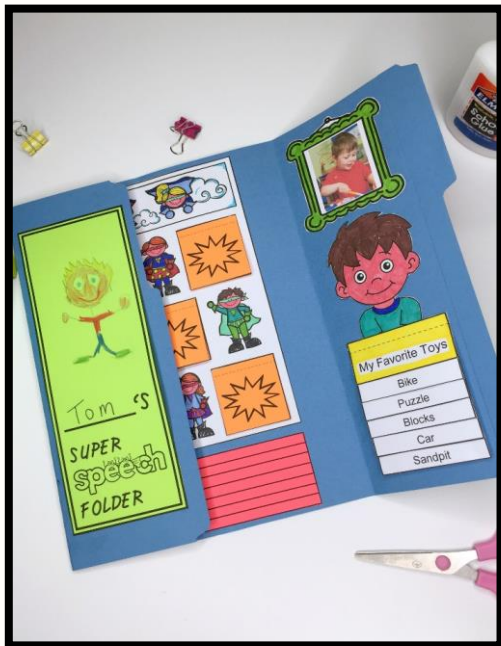 Tom 'S
SUPER
speech
FOLDER
My Favorite Toys
Bike
Puzzle
Blocks
Car
Sandpit